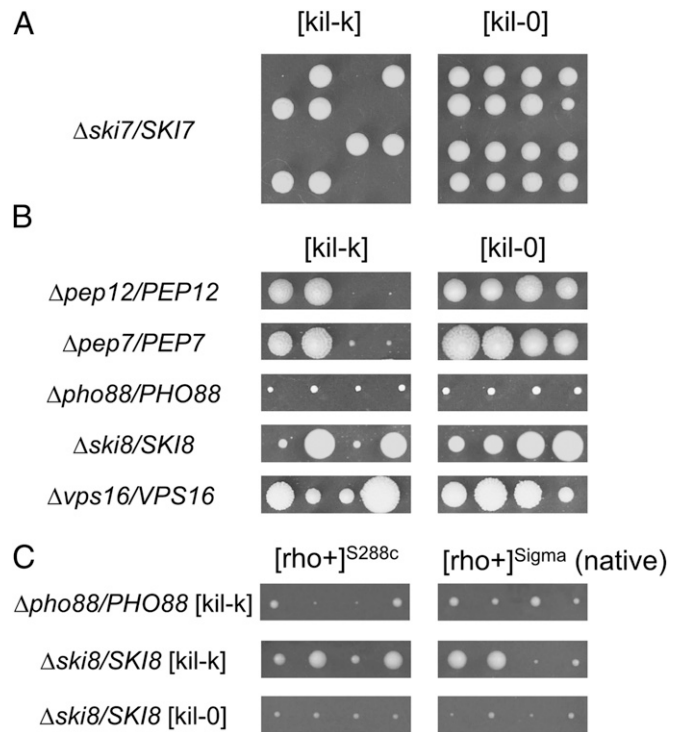 A
[kil-k] [kil-0]
Δski7/SKI7
B
[kil-k] [kil-0]
Δpep12/PEP12
Δpep7/PEP7
Δpho88/PHO88
Δski8/SKI8
Δvps16/VPS16
C
[rho+]S288c [rho+]Sigma (native)
Δpho88/PHO88 [kil-k]
Δski8/SKI8 [kil-k]
Δski8/SKI8 [kil-0]